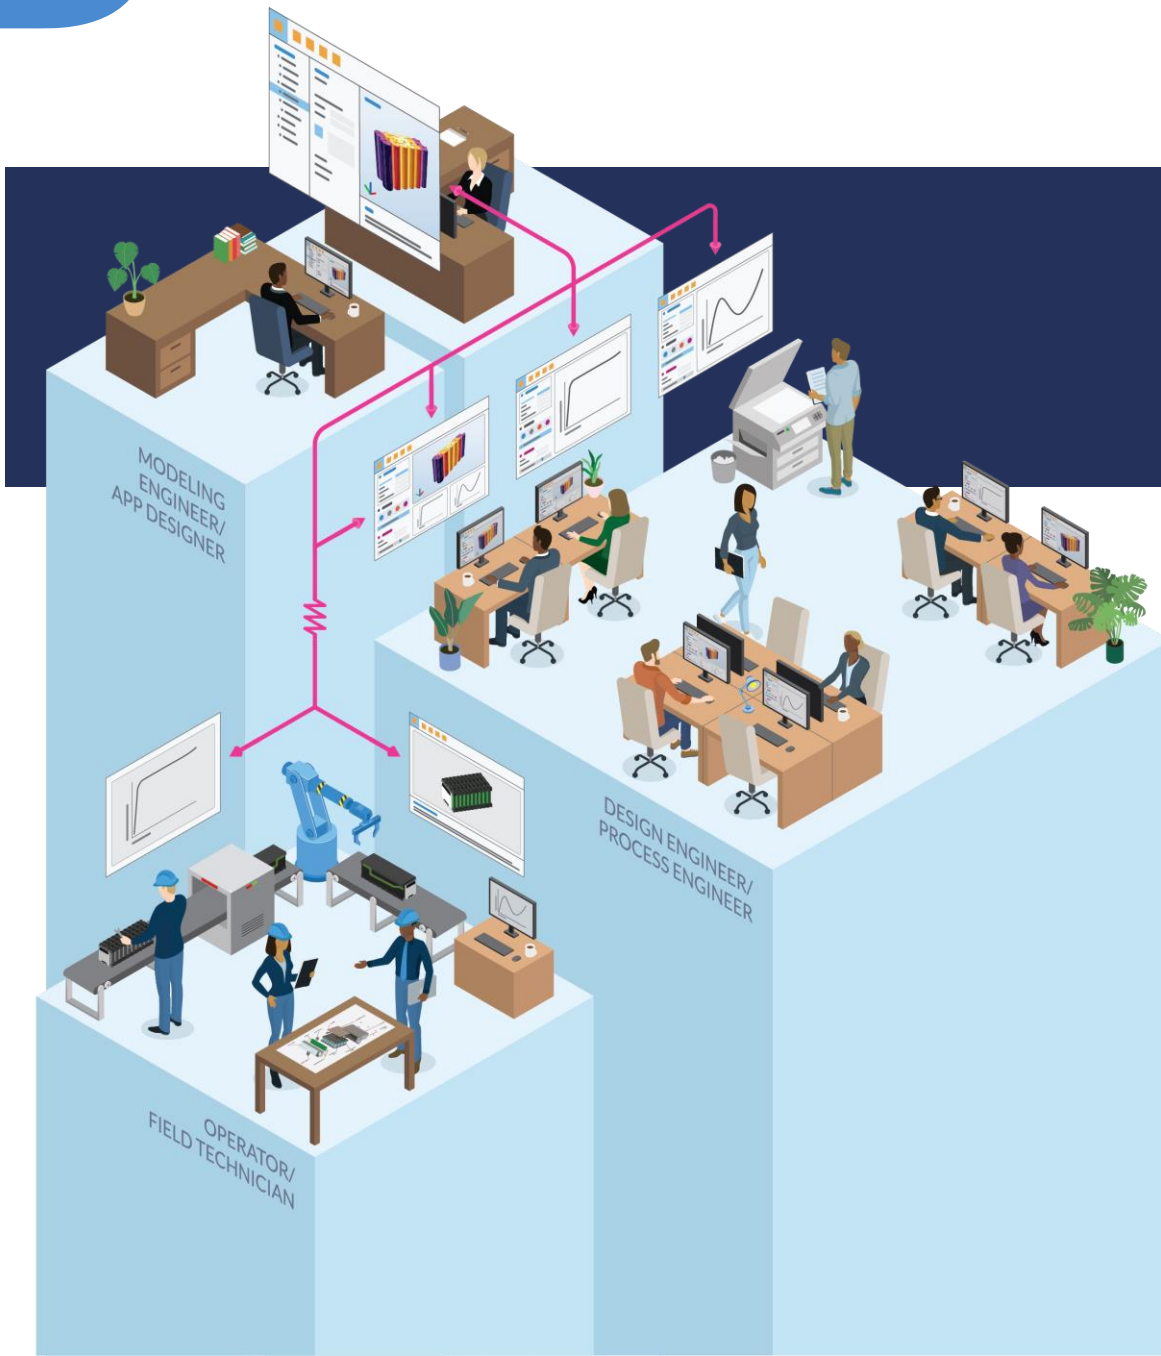 MODELING
ENGINEER/
APP DESIGNER
DESIGN ENGINEER/
PROCESS ENGINEER
OPERATOR/
FIELD TECHNICIAN